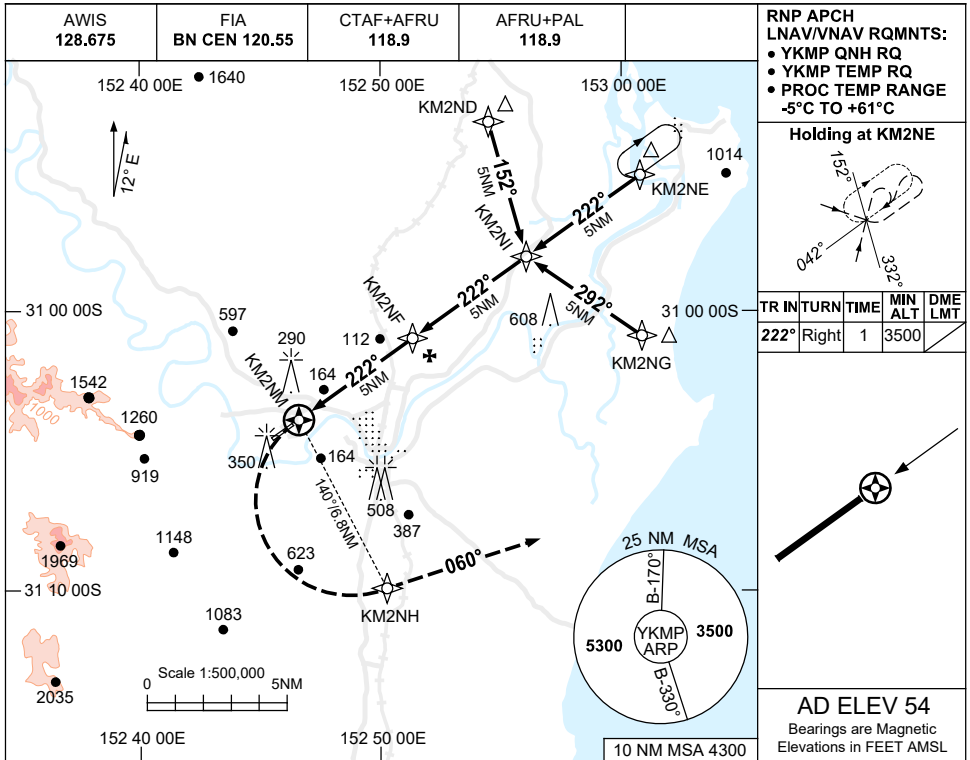 AWIS
128.675
FIA
BN CEN 120.55
CTAF+AFRU
118.9
AFRU+PAL
118.9
RNP APCH
LNAV/VNAV RQMNTS:
• YKMP QNH RQ
• YKMP TEMP RQ
• PROC TEMP RANGE
-5°C TO +61°C
152 40 00E
152 50 00E
153 00 00E
1640
12° E
KM2ND
152°
5NM
KM2NI
KM2NE
1014
222°
5NM
222°
5NM
292°
5NM
KM2NG
608
31 00 00S
31 00 00S
KM2NF
112
597
290
KM2NM
164
222°
5NM
1542
1000
1260
919
350
164
140°/6.8NM
508
387
1148
623
1969
060°
31 10 00S
KM2NH
1083
2035
Scale 1:500,000
0
5NM
152 40 00E
152 50 00E
25 NM MSA
B-170°
5300
YKMP
ARP
3500
B-330°
10 NM MSA 4300
Holding at KM2NE
152°
042°
332°
TR IN TURN TIME MIN ALT DME LMT
222° Right 1 3500
AD ELEV 54
Bearings are Magnetic
Elevations in FEET AMSL